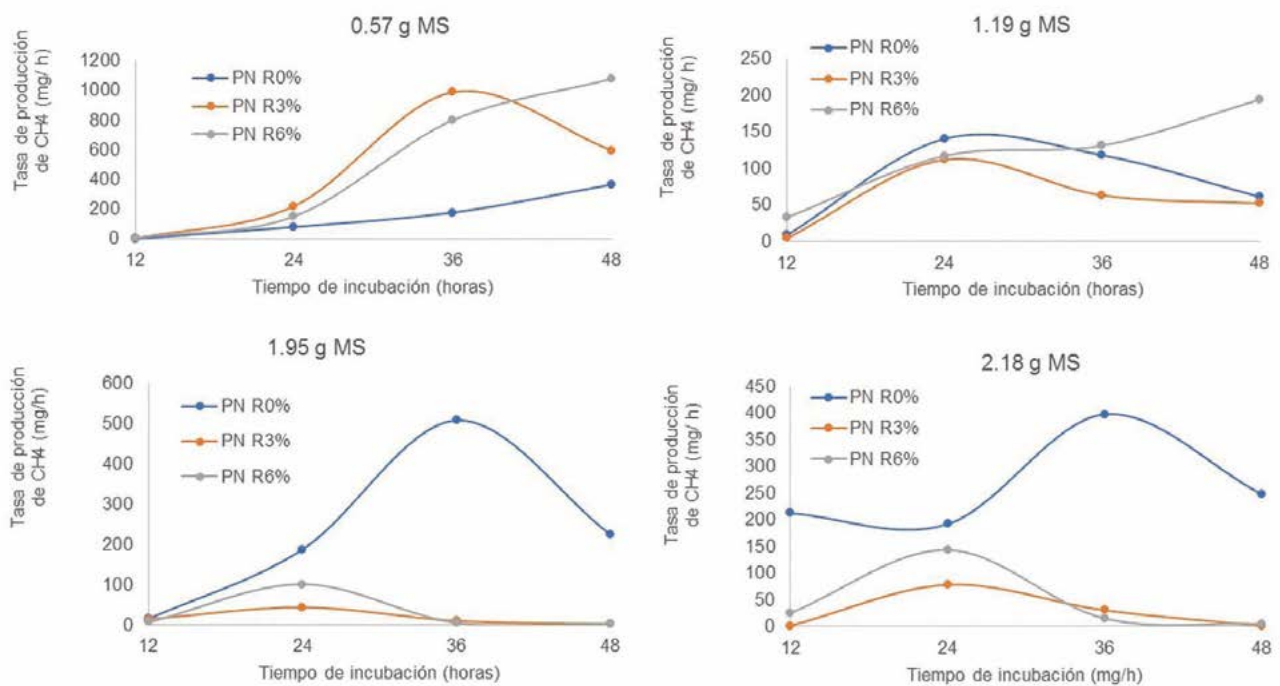 0.57 g MS
Tasa de producción
de CH4 (mg/ h)
1200
1000
800
600
400
200
0
PN R0%
PN R3%
PN R6%
12 24 36 48
Tiempo de incubación (horas)
1.19 g MS
Tasa de producción
de CH4 (mg/ h)
250
200
150
100
50
0
PN R0%
PN R3%
PN R6%
12 24 36 48
Tiempo de incubación (horas)
1.95 g MS
Tasa de producción
de CH4 (mg/h)
600
500
400
300
200
100
0
PN R0%
PN R3%
PN R6%
12 24 36 48
Tiempo de incubación (horas)
2.18 g MS
Tasa de producción
de CH4 (mg/ h)
450
400
350
300
250
200
150
100
50
0
PN R0%
PN R3%
PN R6%
12 24 36 48
Tiempo de incubación (mg/h)